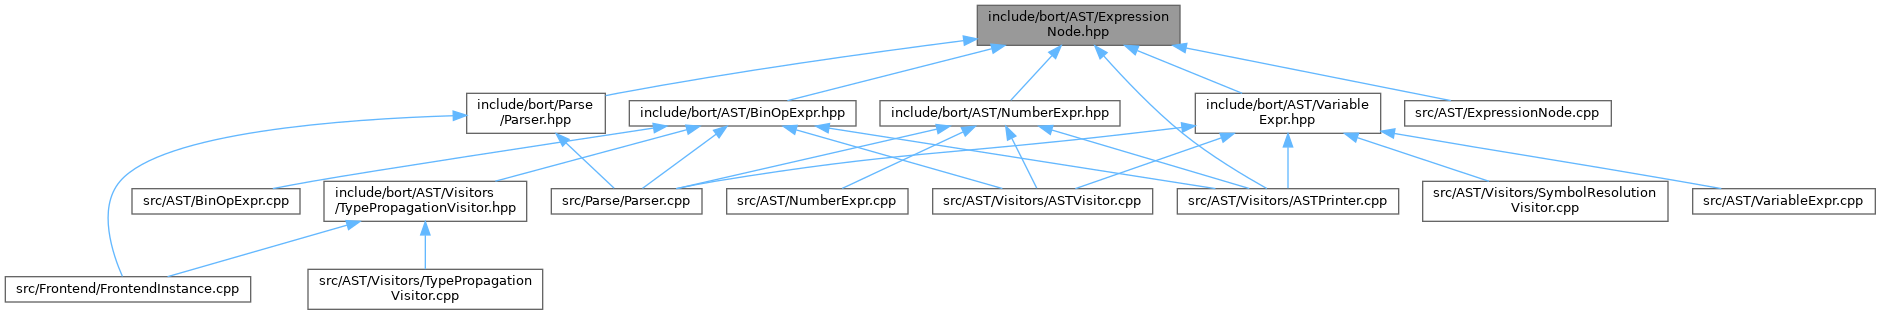 include/bort/AST/Expression
Node.hpp
include/bort/Parse
/Parser.hpp
include/bort/AST/BinOpExpr.hpp
include/bort/AST/NumberExpr.hpp
include/bort/AST/Variable
Expr.hpp
src/AST/ExpressionNode.cpp
src/AST/BinOpExpr.cpp
include/bort/AST/Visitors
/TypePropagationVisitor.hpp
src/Parse/Parser.cpp
src/AST/NumberExpr.cpp
src/AST/Visitors/ASTVisitor.cpp
src/AST/Visitors/ASTPrinter.cpp
src/AST/Visitors/SymbolResolution
Visitor.cpp
src/AST/VariableExpr.cpp
src/Frontend/FrontendInstance.cpp
src/AST/Visitors/TypePropagation
Visitor.cpp